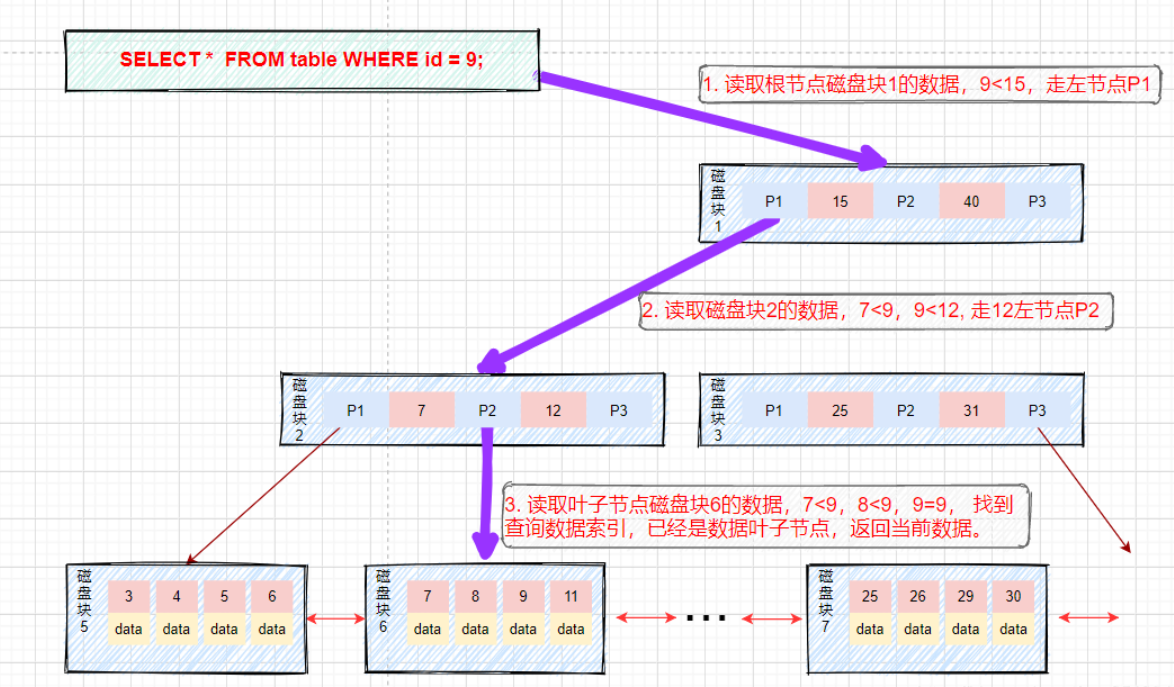 SELECT * FROM table WHERE id = 9;
1. 读取根节点磁盘块1的数据，9<15，走左节点P1
磁盘块1
P1 15 P2 40 P3
2. 读取磁盘块2的数据，7<9，9<12, 走12左节点P2
磁盘块2
P1 7 P2 12 P3
磁盘块3
P1 25 P2 31 P3
3. 读取叶子节点磁盘块6的数据，7<9，8<9，9=9， 找到
查询数据索引，已经是数据叶子节点，返回当前数据。
磁盘块5
3 4 5 6
data data data data
磁盘块6
7 8 9 11
data data data data
...
磁盘块7
25 26 29 30
data data data data